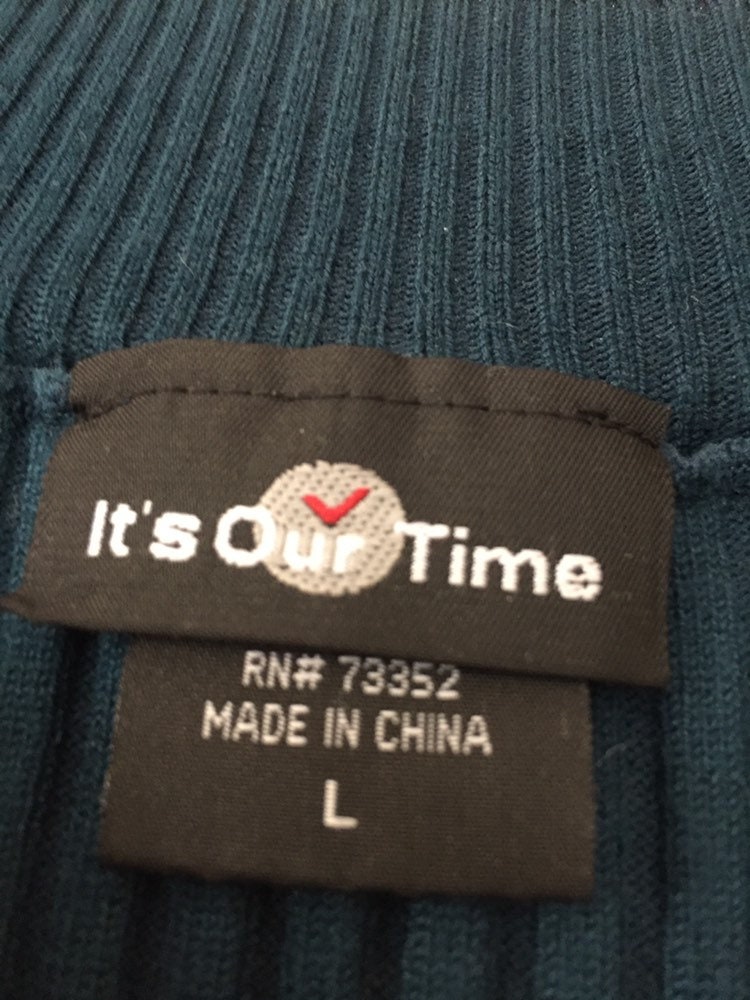 It's Our Time
RN# 73352
MADE IN CHINA
L